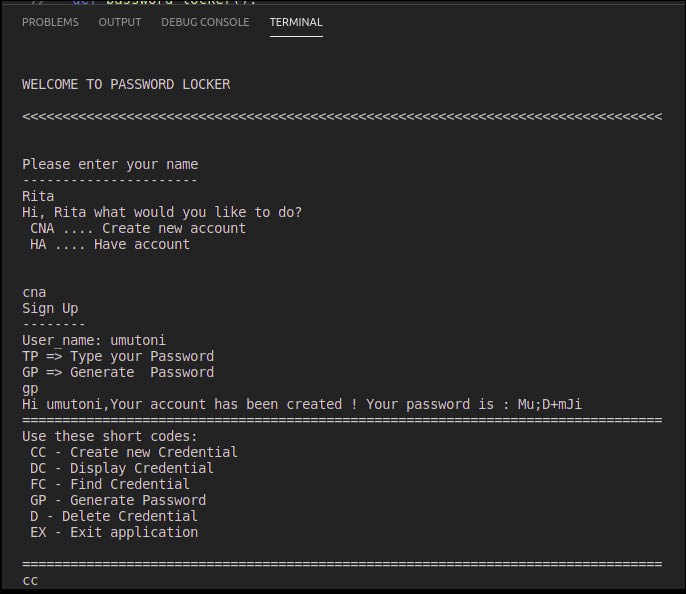 def password locker():
PROBLEMS OUTPUT DEBUG CONSOLE TERMINAL
WELCOME TO PASSWORD LOCKER
<<<<<<<<<<<<<<<<<<<<<<<<<<<<<<<<<<<<<<<<<<<<<<<<<<<<<<<<<<<<<<<<<<<<<<<<<<<<<<<<
Please enter your name
----------------------
Rita
Hi, Rita what would you like to do?
CNA .... Create new account
HA .... Have account
cna
Sign Up
--------
User_name: umutoni
TP => Type your Password
GP => Generate  Password
gp
Hi umutoni,Your account has been created ! Your password is : Mu;D+mJi
================================================================================
Use these short codes:
CC - Create new Credential
DC - Display Credential
FC - Find Credential
GP - Generate Password
D - Delete Credential
EX - Exit application
================================================================================
cc